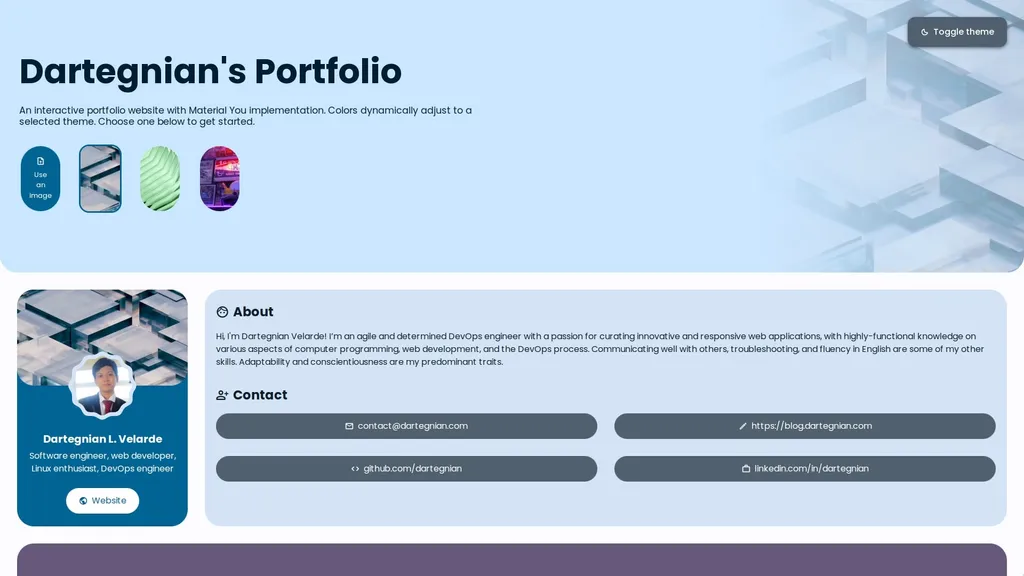 Toggle theme
Dartegnian's Portfolio
An interactive portfolio website with Material You implementation. Colors dynamically adjust to a
selected theme. Choose one below to get started.
Use
an
image
About
Hi, I'm Dartegnian Velarde! I'm an agile and determined DevOps engineer with a passion for curating innovative and responsive web applications, with highly-functional knowledge on
various aspects of computer programming, web development, and the DevOps process. Communicating well with others, troubleshooting, and fluency in English are some of my other
skills. Adaptability and conscientiousness are my predominant traits.
Contact
contact@dartegnian.com
https://blog.dartegnian.com
github.com/dartegnian
linkedin.com/in/dartegnian
Dartegnian L. Velarde
Software engineer, web developer,
Linux enthusiast, DevOps engineer
Website